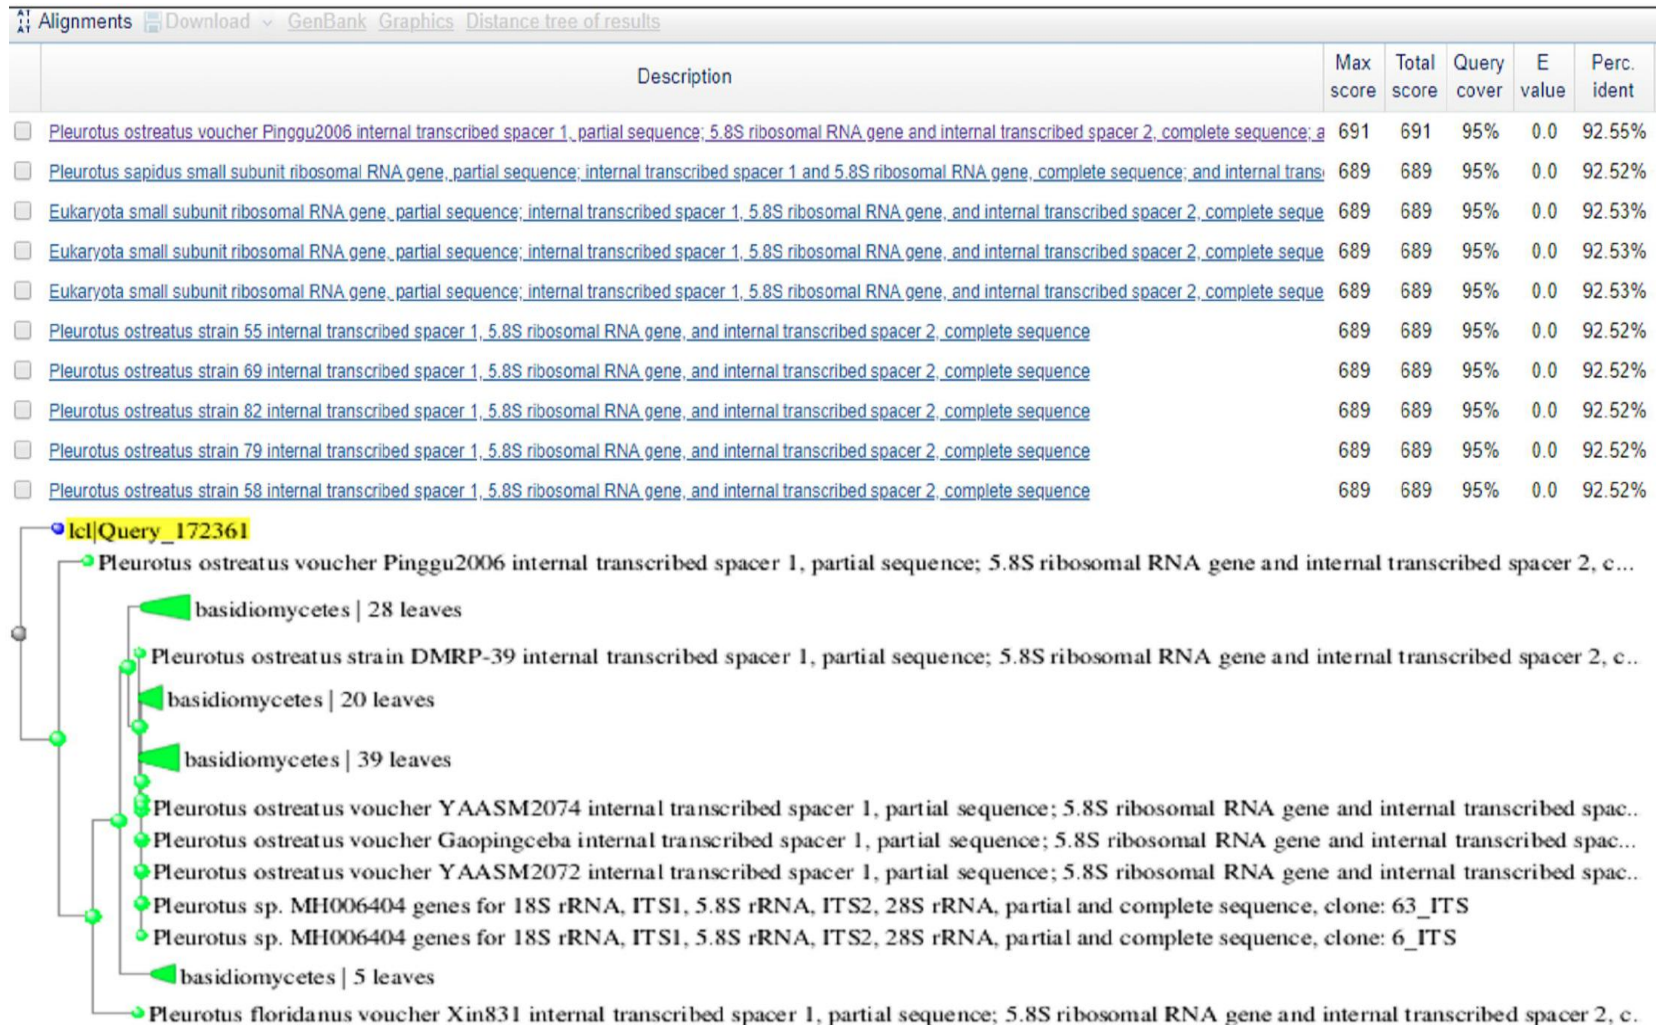 Alignments Download GenBank Graphics Distance tree of results
Description Max score Total score Query cover E value Perc. ident
Pleurotus ostreatus voucher Pinggu2006 internal transcribed spacer 1, partial sequence; 5.8S ribosomal RNA gene and internal transcribed spacer 2, complete sequence; a 691 691 95% 0.0 92.55%
Pleurotus sapidus small subunit ribosomal RNA gene, partial sequence; internal transcribed spacer 1 and 5.8S ribosomal RNA gene, complete sequence; and internal trans 689 689 95% 0.0 92.52%
Eukaryota small subunit ribosomal RNA gene, partial sequence; internal transcribed spacer 1, 5.8S ribosomal RNA gene, and internal transcribed spacer 2, complete seque 689 689 95% 0.0 92.53%
Eukaryota small subunit ribosomal RNA gene, partial sequence; internal transcribed spacer 1, 5.8S ribosomal RNA gene, and internal transcribed spacer 2, complete seque 689 689 95% 0.0 92.53%
Eukaryota small subunit ribosomal RNA gene, partial sequence; internal transcribed spacer 1, 5.8S ribosomal RNA gene, and internal transcribed spacer 2, complete seque 689 689 95% 0.0 92.53%
Pleurotus ostreatus strain 55 internal transcribed spacer 1, 5.8S ribosomal RNA gene, and internal transcribed spacer 2, complete sequence 689 689 95% 0.0 92.52%
Pleurotus ostreatus strain 69 internal transcribed spacer 1, 5.8S ribosomal RNA gene, and internal transcribed spacer 2, complete sequence 689 689 95% 0.0 92.52%
Pleurotus ostreatus strain 82 internal transcribed spacer 1, 5.8S ribosomal RNA gene, and internal transcribed spacer 2, complete sequence 689 689 95% 0.0 92.52%
Pleurotus ostreatus strain 79 internal transcribed spacer 1, 5.8S ribosomal RNA gene, and internal transcribed spacer 2, complete sequence 689 689 95% 0.0 92.52%
Pleurotus ostreatus strain 58 internal transcribed spacer 1, 5.8S ribosomal RNA gene, and internal transcribed spacer 2, complete sequence 689 689 95% 0.0 92.52%
lcl|Query_172361
Pleurotus ostreatus voucher Pinggu2006 internal transcribed spacer 1, partial sequence; 5.8S ribosomal RNA gene and internal transcribed spacer 2, c...
basidiomycetes | 28 leaves
Pleurotus ostreatus strain DMRP-39 internal transcribed spacer 1, partial sequence; 5.8S ribosomal RNA gene and internal transcribed spacer 2, c..
basidiomycetes | 20 leaves
basidiomycetes | 39 leaves
Pleurotus ostreatus voucher YAASM2074 internal transcribed spacer 1, partial sequence; 5.8S ribosomal RNA gene and internal transcribed spac..
Pleurotus ostreatus voucher Gaopingceba internal transcribed spacer 1, partial sequence; 5.8S ribosomal RNA gene and internal transcribed spac...
Pleurotus ostreatus voucher YAASM2072 internal transcribed spacer 1, partial sequence; 5.8S ribosomal RNA gene and internal transcribed spac..
Pleurotus sp. MH006404 genes for 18S rRNA, ITS1, 5.8S rRNA, ITS2, 28S rRNA, partial and complete sequence, clone: 63_ITS
Pleurotus sp. MH006404 genes for 18S rRNA, ITS1, 5.8S rRNA, ITS2, 28S rRNA, partial and complete sequence, clone: 6_ITS
basidiomycetes | 5 leaves
Pleurotus floridanus voucher Xin831 internal transcribed spacer 1, partial sequence; 5.8S ribosomal RNA gene and internal transcribed spacer 2, c.